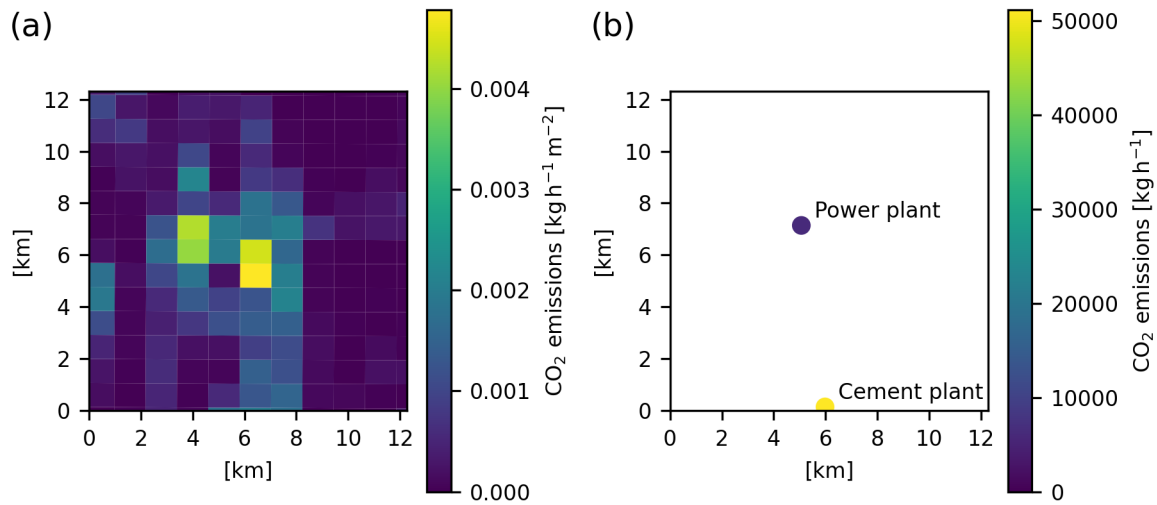 (a)
12
10
8
6
4
2
0
[km]
0 2 4 6 8 10 12
[km]
0.004
0.003
0.002
0.001
0.000
CO₂ emissions [kg h⁻¹ m⁻²]
(b)
12
10
8
6
4
2
0
[km]
Power plant
Cement plant
0 2 4 6 8 10 12
[km]
50000
40000
30000
20000
10000
0
CO₂ emissions [kg h⁻¹]